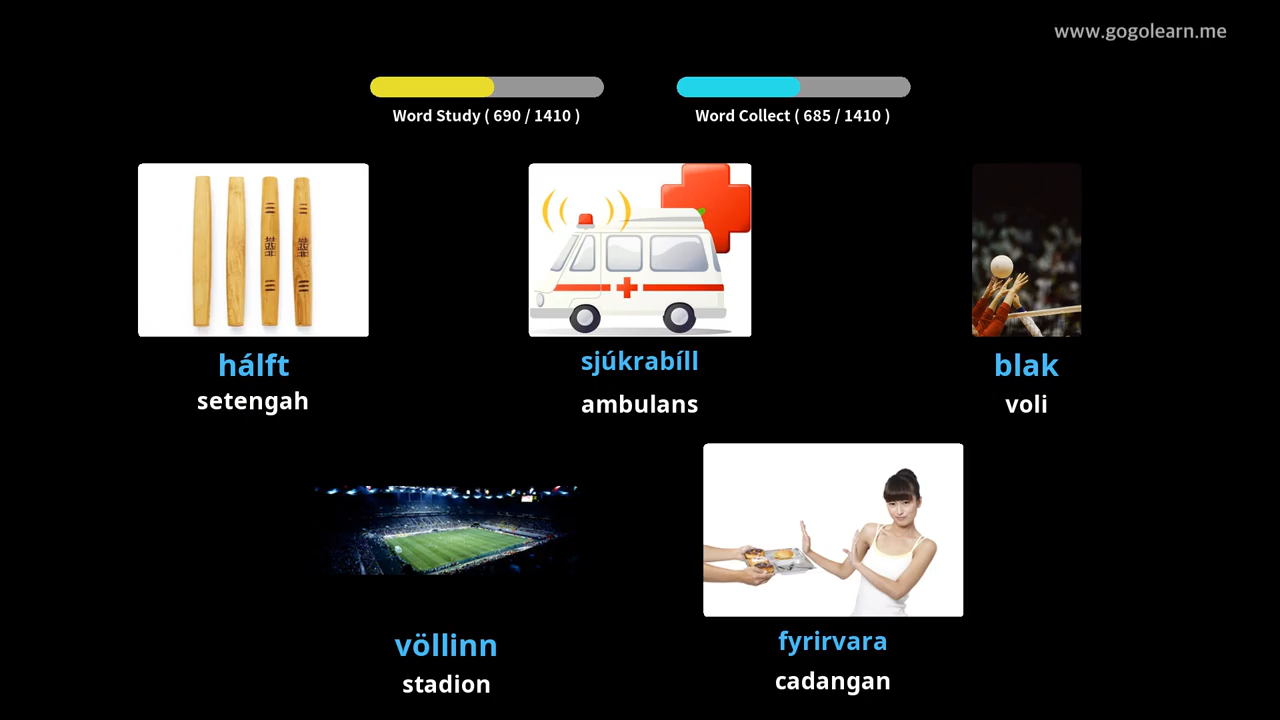 www.gogolearn.me
Word Study ( 690 / 1410 )
Word Collect ( 685 / 1410 )
hálft
setengah
sjúkrabíll
ambulans
blak
voli
völlinn
stadion
fyrirvara
cadangan